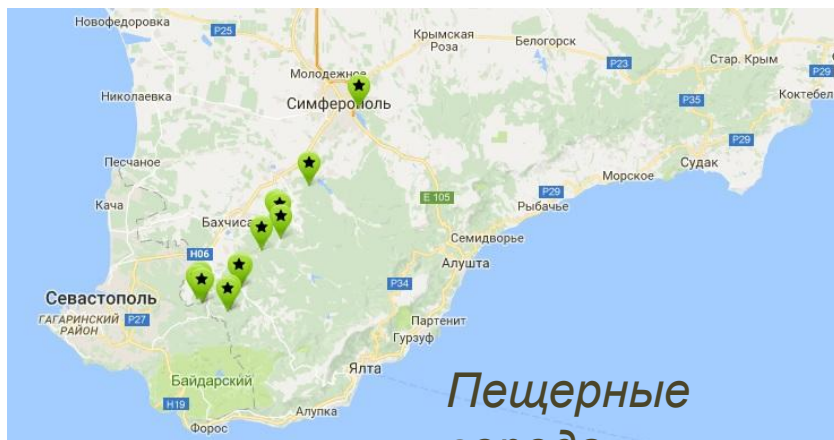 Новофедоровка
P25
Крымская
Роза
Белогорск
P23
Стар. Крым
P29
Молодежное
Коктебел
Николаевка
Симферополь
P35
P29
Песчаное
Судак
Морское
Кача
E 105
P29
Рыбачье
Бахчиса
Семидворье
H06
Алушта
P34
Севастополь
ГАГАРИНСКИЙ
РАЙОН
P27
Партенит
Гурзуф
Ялта
Байдарский
Пещерные
H19
Алупка
Форос